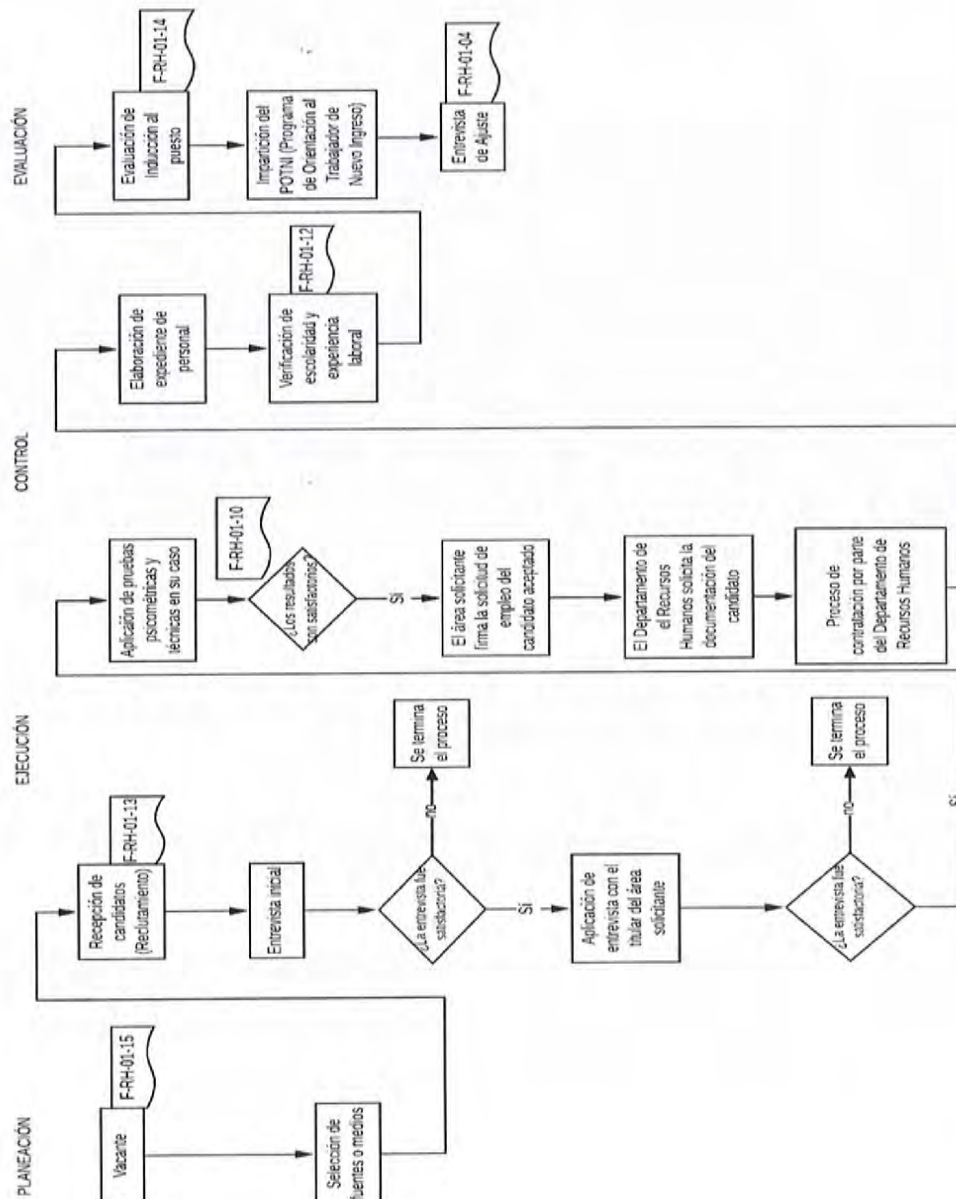 PLANEACIÓN
Vacante
F-RH-01-15
Selección de
fuentes o medios
EJECUCIÓN
Recepción de
candidatos
(Reclutamiento)
F-RH-01-13
Entrevista inicial
¿La entrevista fue
satisfactoria?
no
Se termina
el proceso
Si
Aplicación de
entrevista con el
titular del área
solicitante
¿La entrevista fue
satisfactoria?
no
Se termina
el proceso
Si
CONTROL
Aplicación de pruebas
psicométricas y
técnicas en su caso
F-RH-01-10
¿Los resultados
son satisfactorios?
Si
El área solicitante
firma la solicitud de
empleo del
candidato aceptado
El Departamento de
el Recursos
Humanos solicita la
documentación del
candidato
Proceso de
contratación por parte
del Departamento de
Recursos Humanos
Elaboración de
expediente de
personal
Verificación de
escolaridad y
experiencia
laboral
F-RH-01-12
EVALUACIÓN
Evaluación de
Inducción al
puesto
F-RH-01-14
Impartición del
POTNI (Programa
de Orientación al
Trabajador de
Nuevo Ingreso)
Entrevista
de Ajuste
F-RH-01-04